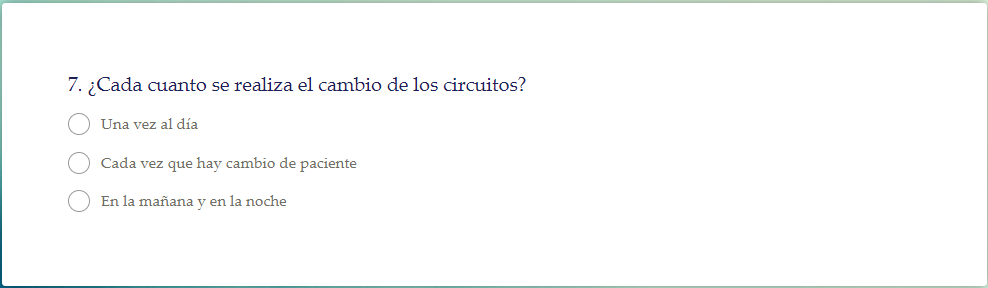 7. ¿Cada cuanto se realiza el cambio de los circuitos?
Una vez al día
Cada vez que hay cambio de paciente
En la mañana y en la noche